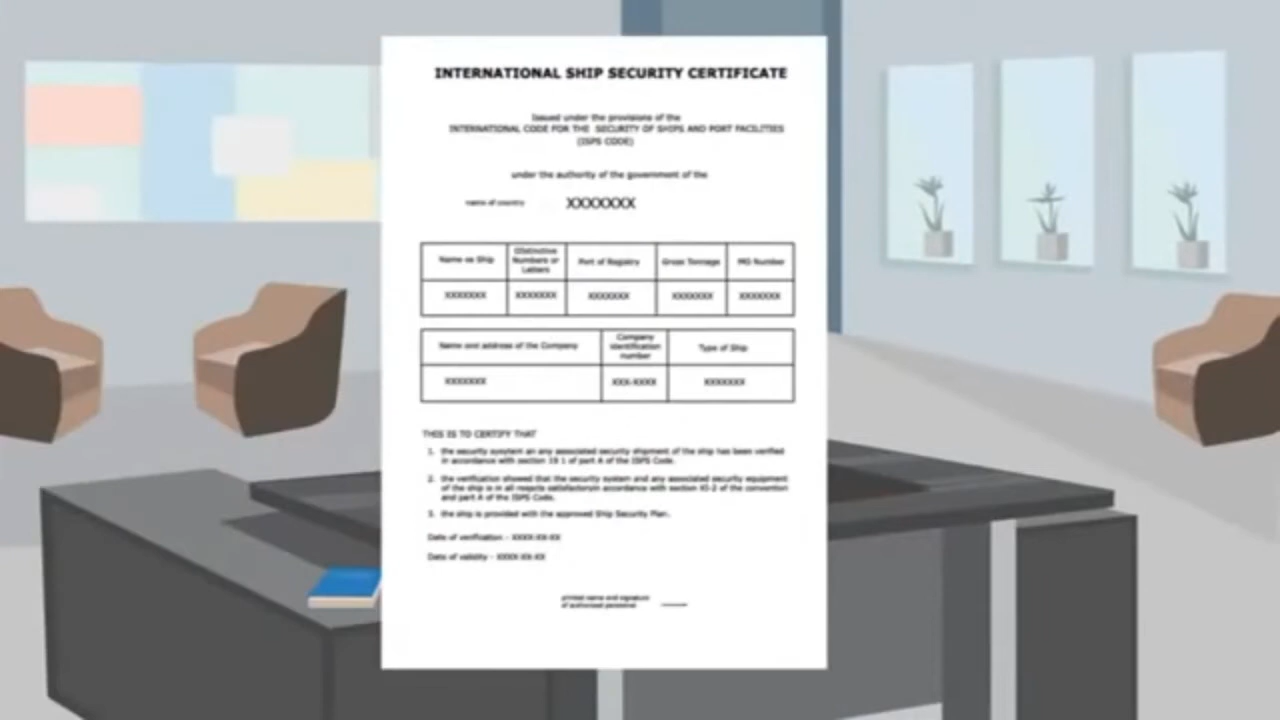 INTERNATIONAL SHIP SECURITY CERTIFICATE
Issued under the provisions of the
INTERNATIONAL CODE FOR THE SECURITY OF SHIPS AND PORT FACILITIES
(ISPS CODE)
under the authority of the government of the
name of country XXXXXXX
Name os Ship Distinctive Numbers or Letters Port of Registry Gross Tonnage MO Number
XXXXXXX XXXXXXX XXXXXXX XXXXXXX XXXXXXX
Name and address of the Company Company identification number Type of Ship
XXXXXXX XXX-XXXX XXXXXXX
THIS IS TO CERTIFY THAT
1. the security system an any associated security shipment of the ship has been verified
in accordance with section 19 1 of part A of the ISPS Code.
2. the verification showed that the security system and any associated security equipment
of the ship is in all in accordance with section of the convention
and part A of the ISPS Code.
3. the ship is provided with the approved Ship Security Plan.
Date of verification - XXXX-XX-XX
Date of validity - XXXX-XX-XX
printed name and signature
of authorized personnel